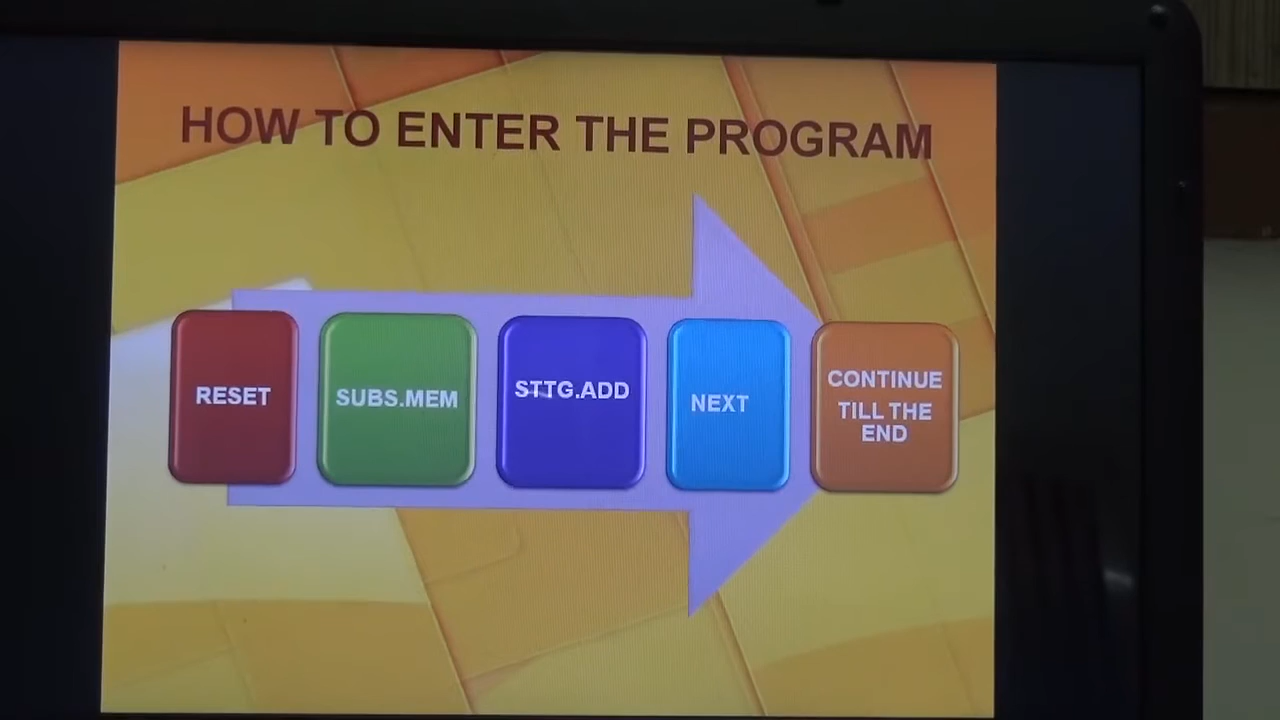 HOW TO ENTER THE PROGRAM
RESET
SUBS.MEM
STTG.ADD
NEXT
CONTINUE
TILL THE
END